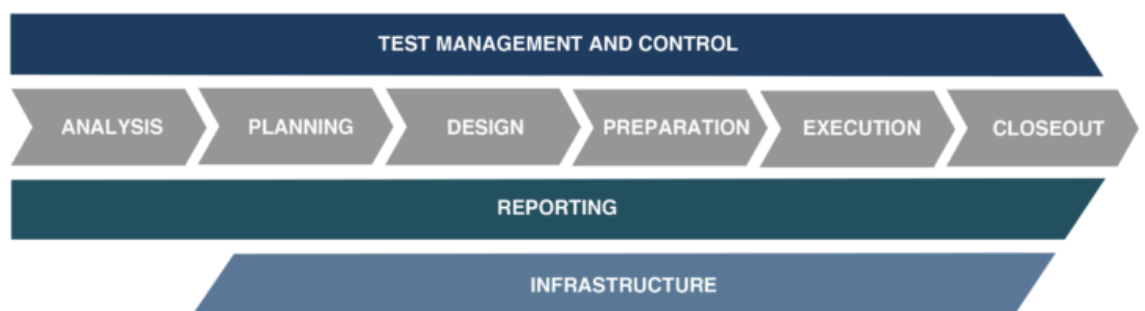 TEST MANAGEMENT AND CONTROL
ANALYSIS PLANNING DESIGN PREPARATION EXECUTION CLOSEOUT
REPORTING
INFRASTRUCTURE